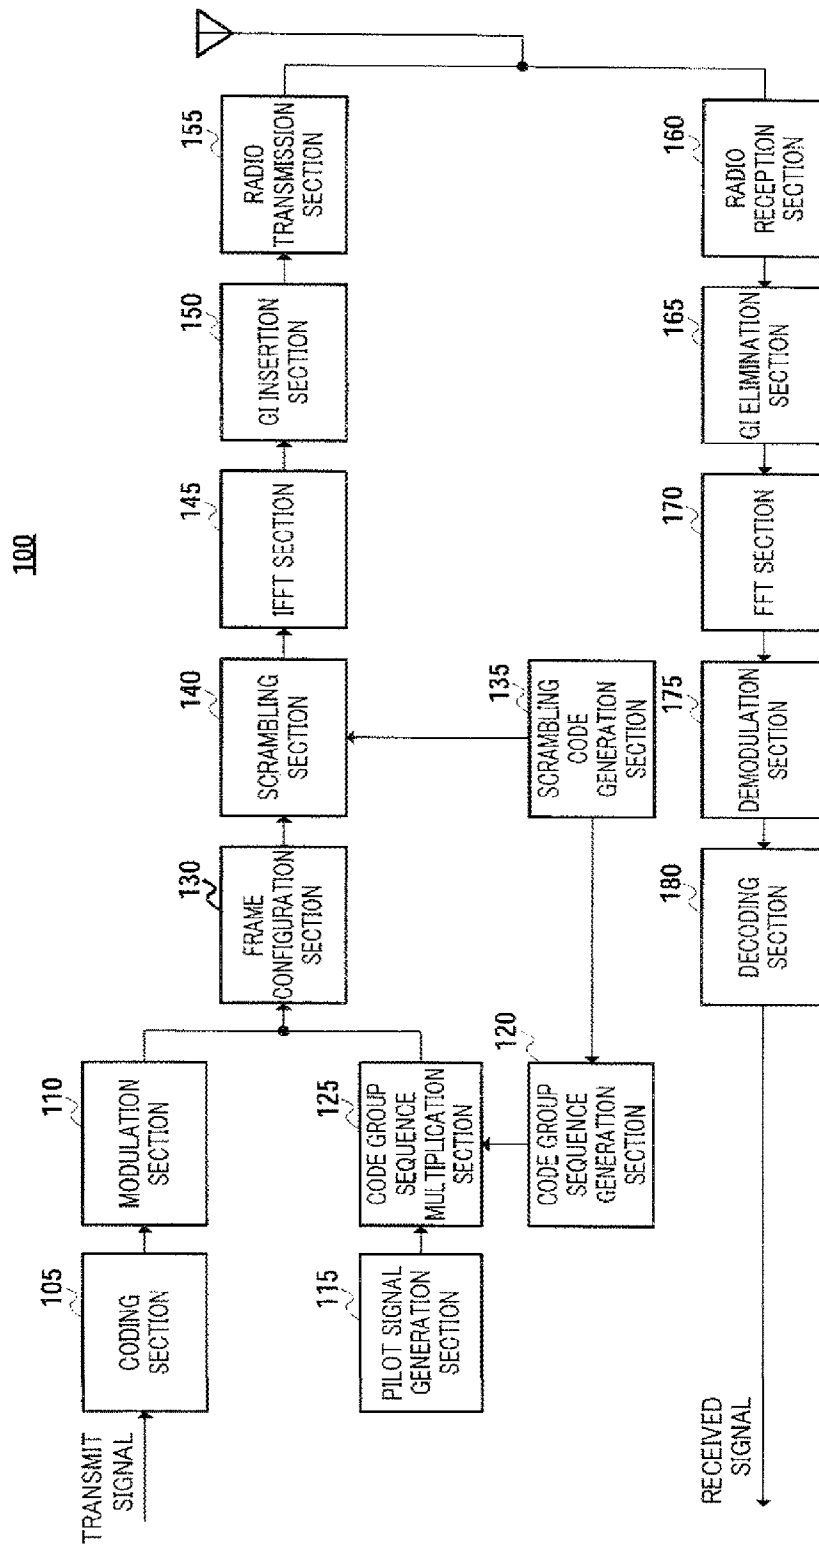 100
TRANSMIT
SIGNAL
105
CODING
SECTION
110
MODULATION
SECTION
115
PILOT SIGNAL
GENERATION
SECTION
125
CODE GROUP
SEQUENCE
MULTIPLICATION
SECTION
120
CODE GROUP
SEQUENCE
GENERATION
SECTION
130
FRAME
CONFIGURATION
SECTION
140
SCRAMBLING
SECTION
135
SCRAMBLING
CODE
GENERATION
SECTION
145
IFFT SECTION
150
GI INSERTION
SECTION
155
RADIO
TRANSMISSION
SECTION
160
RADIO
RECEPTION
SECTION
165
GI ELIMINATION
SECTION
170
FFT SECTION
175
DEMODULATION
SECTION
180
DECODING
SECTION
RECEIVED
SIGNAL